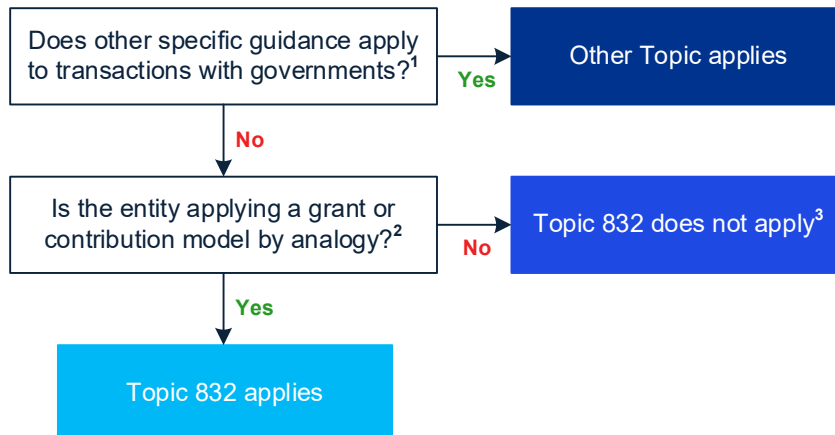 Does other specific guidance apply
to transactions with governments?¹
Yes
Other Topic applies
No
Is the entity applying a grant or
contribution model by analogy?²
No
Topic 832 does not apply³
Yes
Topic 832 applies